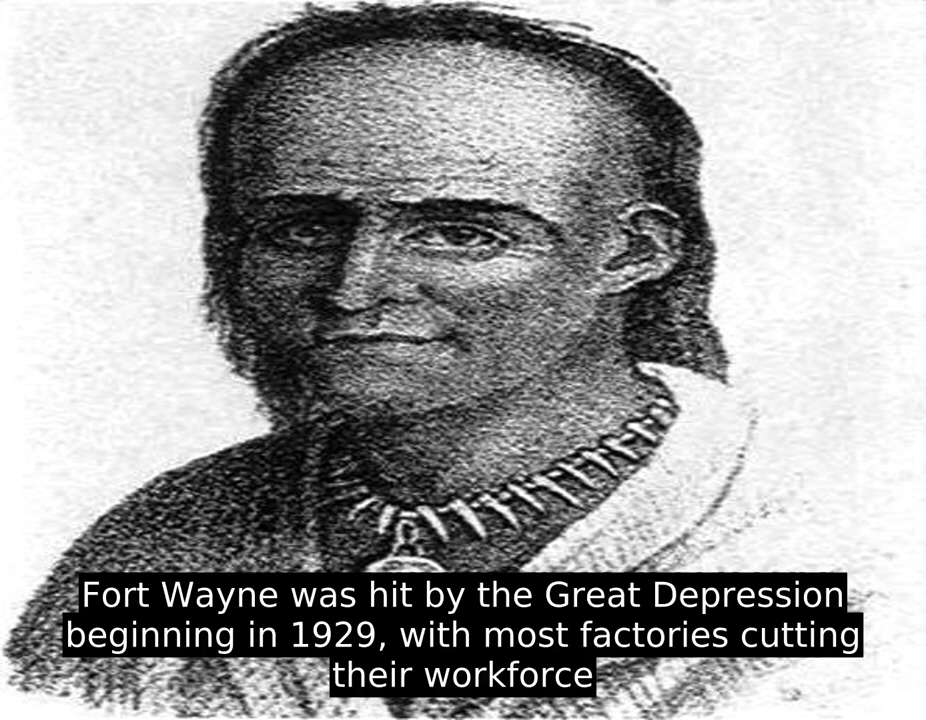 Fort Wayne was hit by the Great Depression
beginning in 1929, with most factories cutting
their workforce